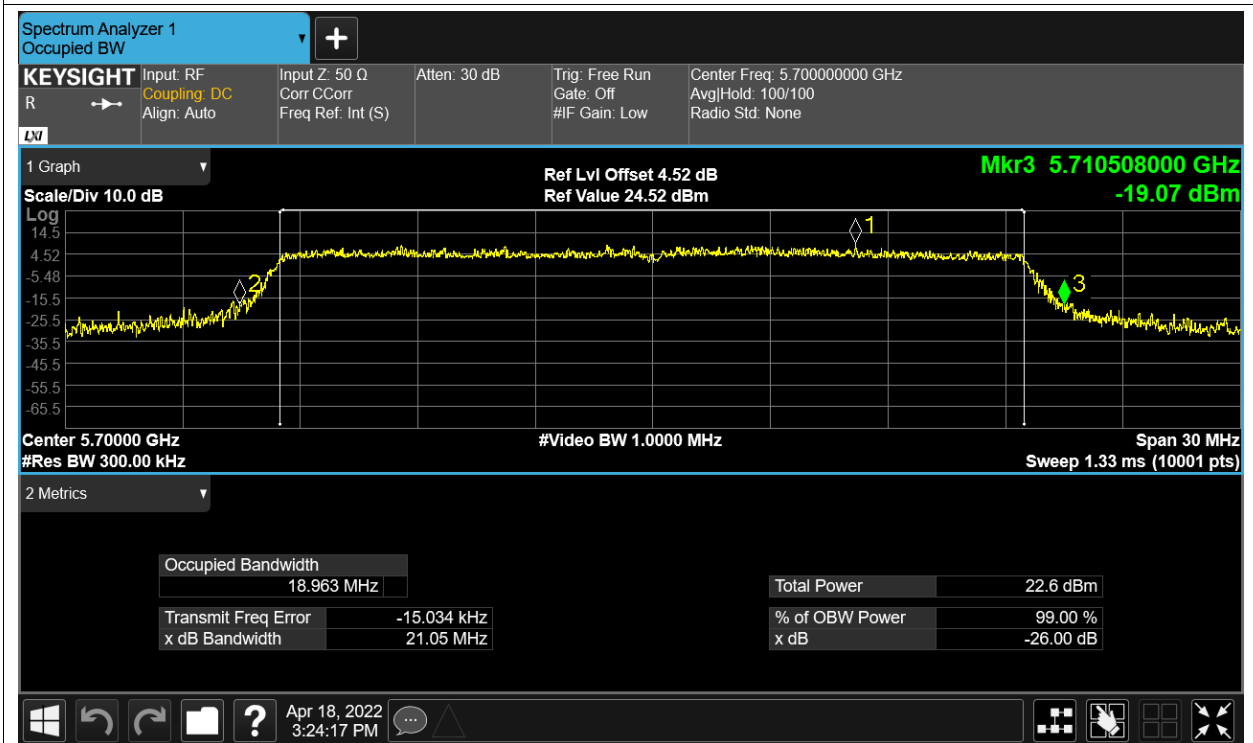 Spectrum Analyzer 1
Occupied BW
KEYSIGHT
R
LXI
Input: RF
Coupling: DC
Align: Auto
Input Z: 50 Ω
Corr CCorr
Freq Ref: Int (S)
Atten: 30 dB
Trig: Free Run
Gate: Off
#IF Gain: Low
Center Freq: 5.700000000 GHz
Avg|Hold: 100/100
Radio Std: None
1 Graph
Scale/Div 10.0 dB
Ref Lvl Offset 4.52 dB
Ref Value 24.52 dBm
Mkr3 5.710508000 GHz
-19.07 dBm
Log
14.5
4.52
-5.48
-15.5
-25.5
-35.5
-45.5
-55.5
-65.5
1
2
3
Center 5.70000 GHz
#Res BW 300.00 kHz
#Video BW 1.0000 MHz
Span 30 MHz
Sweep 1.33 ms (10001 pts)
2 Metrics
Occupied Bandwidth
18.963 MHz
Transmit Freq Error -15.034 kHz
x dB Bandwidth 21.05 MHz
Total Power 22.6 dBm
% of OBW Power 99.00 %
x dB -26.00 dB
?
Apr 18, 2022
3:24:17 PM